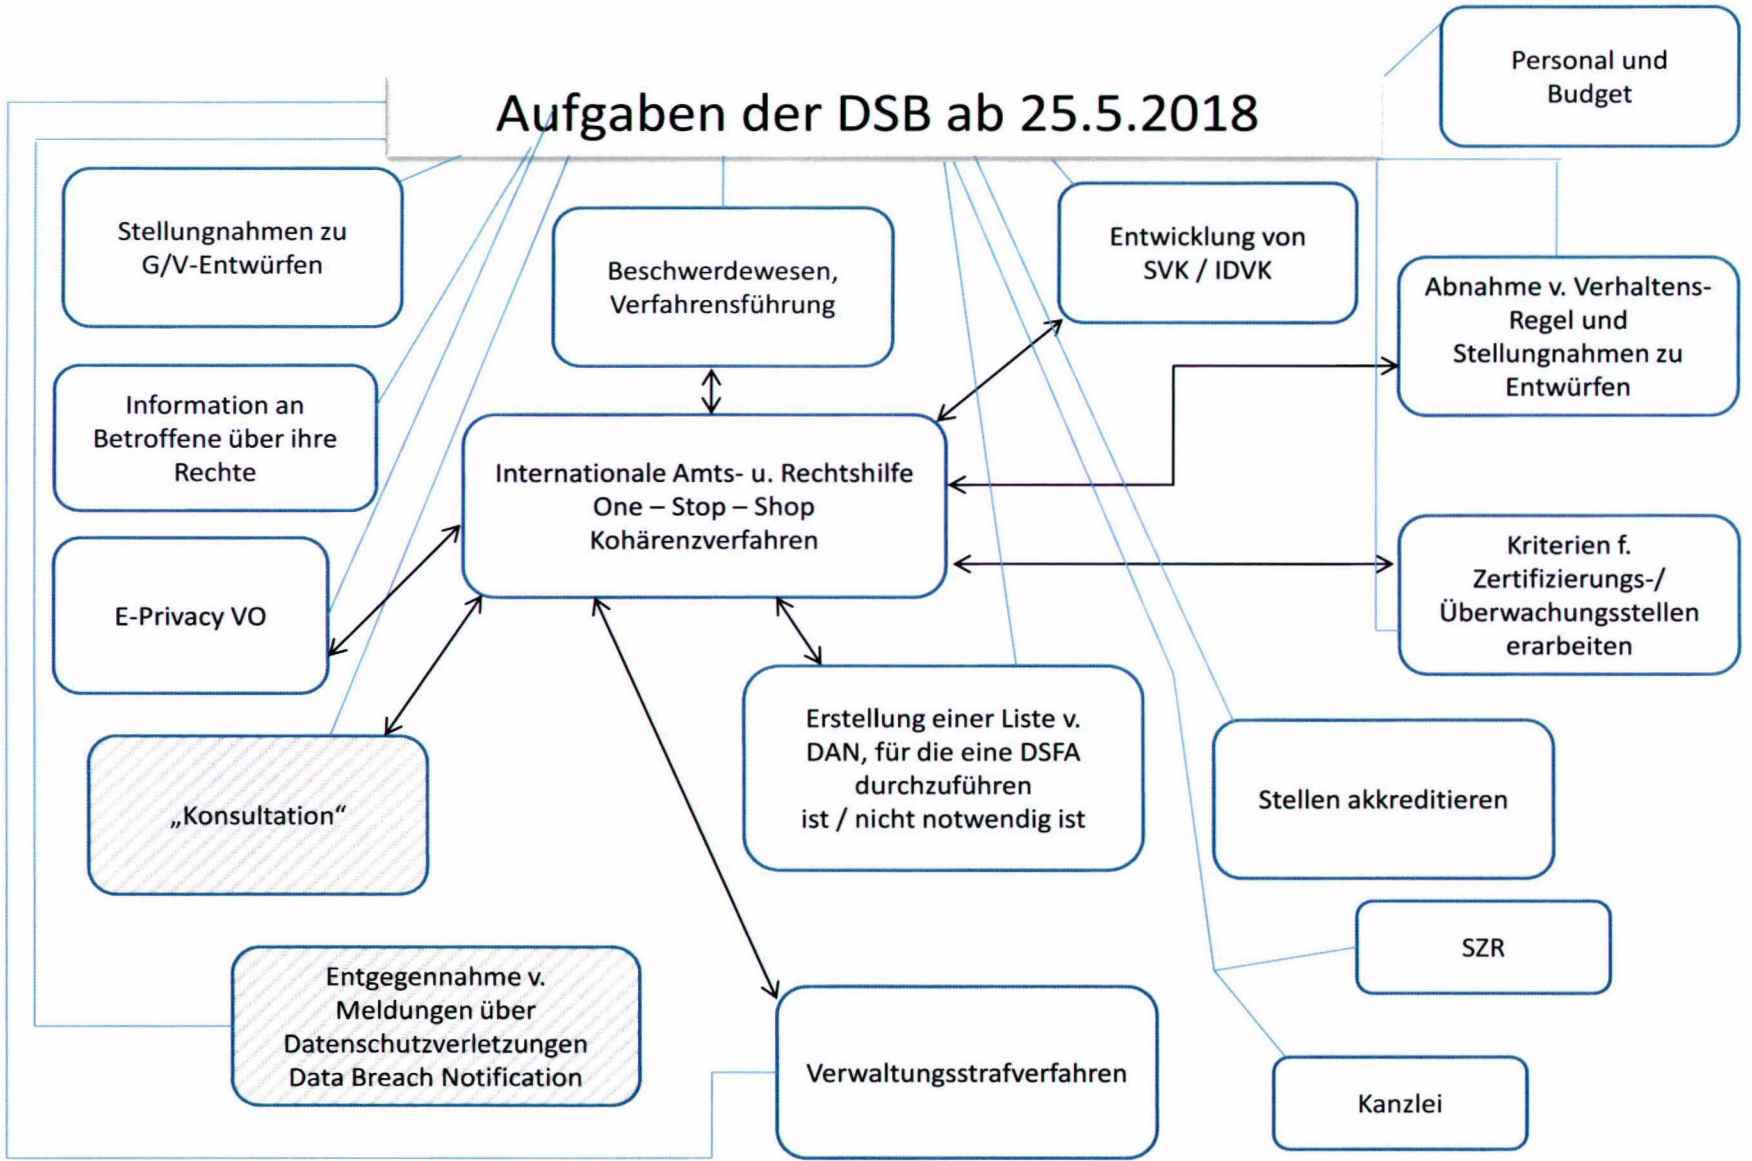 Aufgaben der DSB ab 25.5.2018
Personal und
Budget
Stellungnahmen zu
G/V-Entwürfen
Beschwerdewesen,
Verfahrensführung
Entwicklung von
SVK / IDVK
Abnahme v. Verhaltens-
Regel und
Stellungnahmen zu
Entwürfen
Information an
Betroffene über ihre
Rechte
Internationale Amts- u. Rechtshilfe
One – Stop – Shop
Kohärenzverfahren
Kriterien f.
Zertifizierungs-/
Überwachungsstellen
erarbeiten
E-Privacy VO
„Konsultation“
Erstellung einer Liste v.
DAN, für die eine DSFA
durchzuführen
ist / nicht notwendig ist
Stellen akkreditieren
SZR
Entgegennahme v.
Meldungen über
Datenschutzverletzungen
Data Breach Notification
Verwaltungsstrafverfahren
Kanzlei